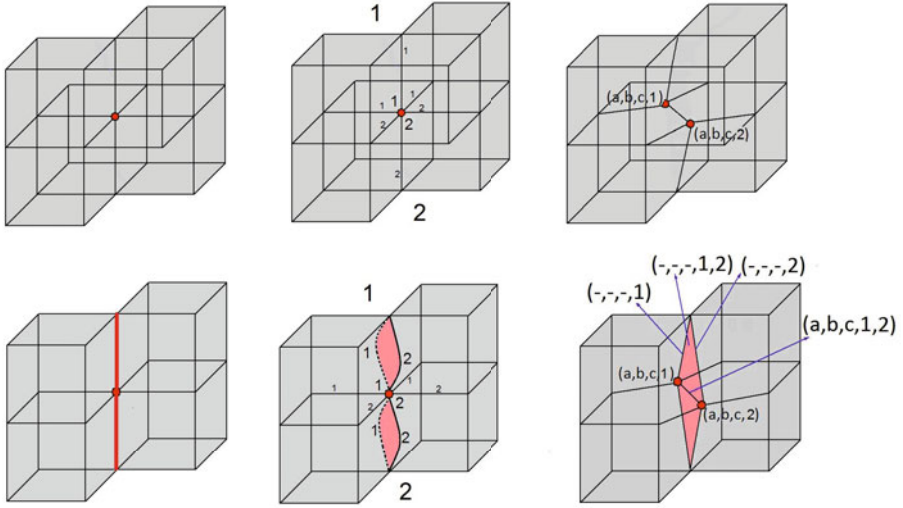 1
1
1 1 1
2 2 2
2
2
(a,b,c,1)
(a,b,c,2)
1
1 2
1 1 1
2 2 2
1 2
2
(-,-,-,1,2) (-,-,-,2)
(-,-,-,1)
(a,b,c,1,2)
(a,b,c,1)
(a,b,c,2)